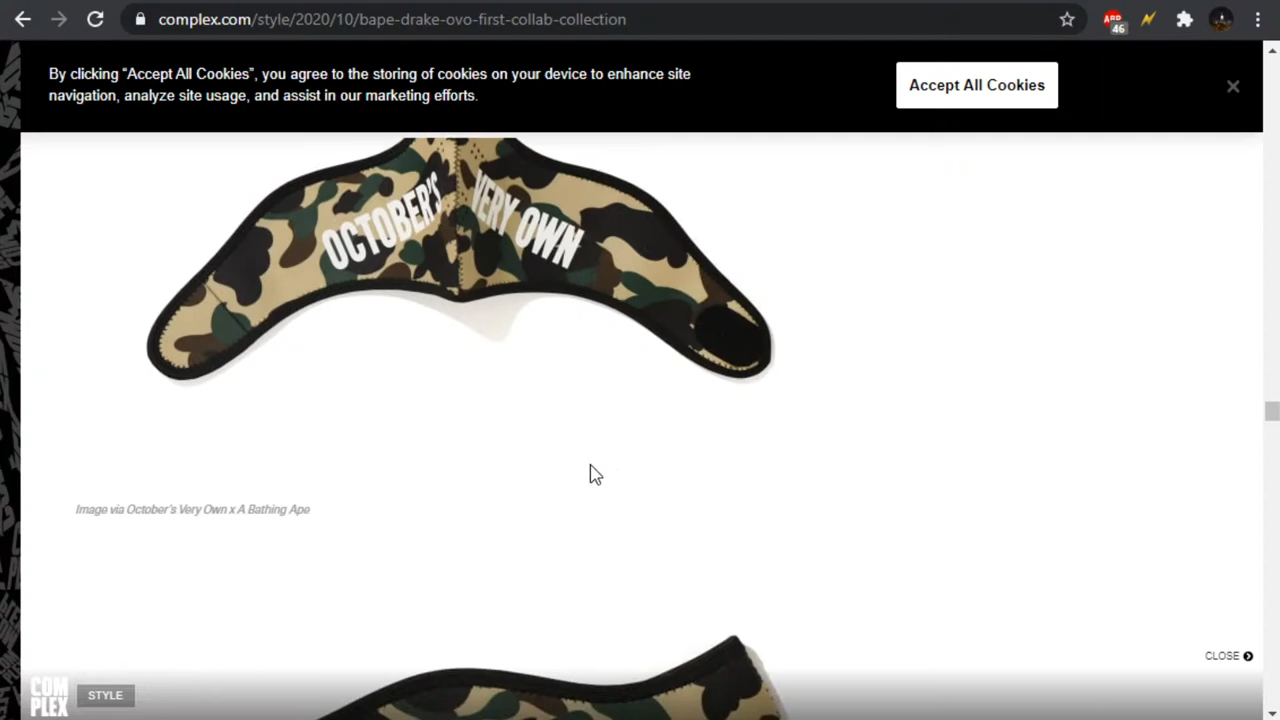 complex.com/style/2020/10/bape-drake-ovo-first-collab-collection
ABP
46
By clicking “Accept All Cookies”, you agree to the storing of cookies on your device to enhance site
navigation, analyze site usage, and assist in our marketing efforts.
Accept All Cookies
OCTOBER'S VERY OWN
Image via October's Very Own x A Bathing Ape
CLOSE
COM
PLEX
STYLE